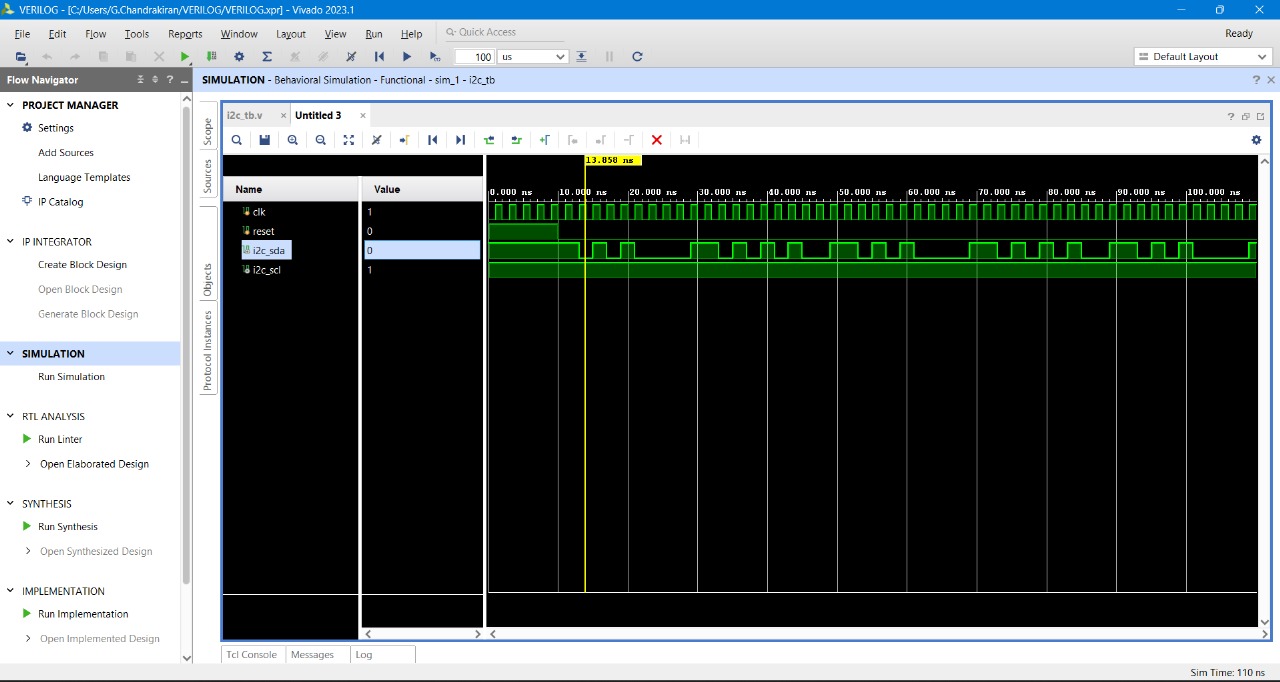 VERILOG - [C:/Users/G.Chandrakiran/VERILOG/VERILOG.xpr] - Vivado 2023.1
File Edit Flow Tools Reports Window Layout View Run Help Quick Access Ready
100 us Default Layout
Flow Navigator ?
SIMULATION - Behavioral Simulation - Functional - sim_1 - i2c_tb ?
PROJECT MANAGER
Settings
Add Sources
Language Templates
IP Catalog
IP INTEGRATOR
Create Block Design
Open Block Design
Generate Block Design
SIMULATION
Run Simulation
RTL ANALYSIS
Run Linter
Open Elaborated Design
SYNTHESIS
Run Synthesis
Open Synthesized Design
IMPLEMENTATION
Run Implementation
Open Implemented Design
Scope
Sources
Objects
Protocol Instances
i2c_tb.v Untitled 3 ?
13.850 ns
Name Value
0.000 ns 10.000 ns 20.000 ns 30.000 ns 40.000 ns 50.000 ns 60.000 ns 70.000 ns 80.000 ns 90.000 ns 100.000 ns
clk 1
reset 0
i2c_sda 0
i2c_scl 1
Tcl Console Messages Log
Sim Time: 110 ns